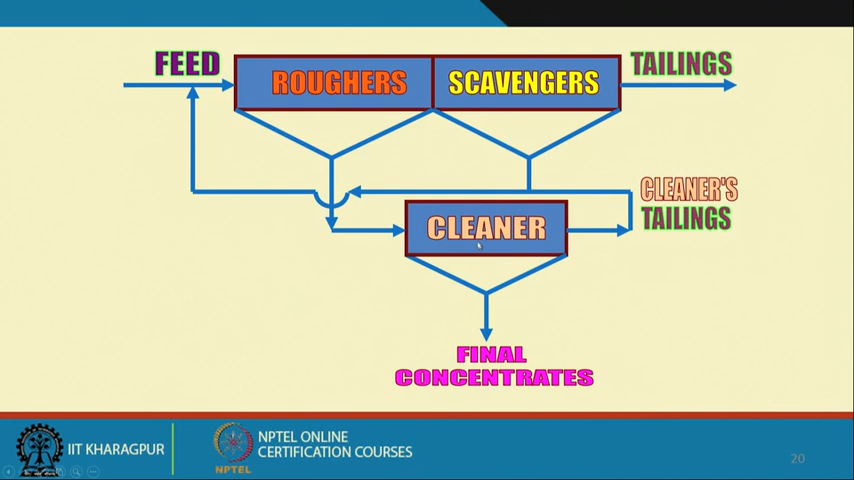 FEED
ROUGHERS
SCAVENGERS
TAILINGS
CLEANER'S
TAILINGS
CLEANER
FINAL
CONCENTRATES
IIT KHARAGPUR
NPTEL
NPTEL ONLINE
CERTIFICATION COURSES
20